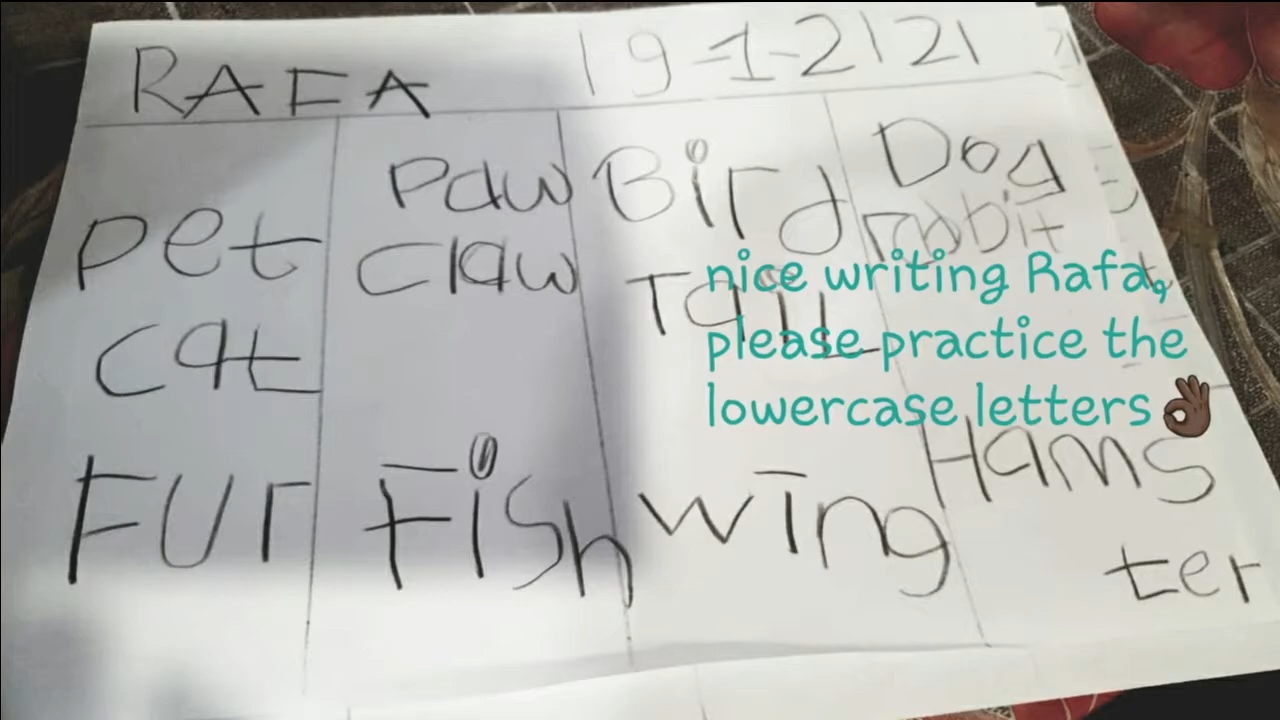 RAFA 19-1-2121
Pet
cat
Fur
Paw
Claw
Fish
Bird
TaiL
wing
Dog
rabbit
Hams
ter
nice writing Rafa,
please practice the
lowercase letters👌🏿